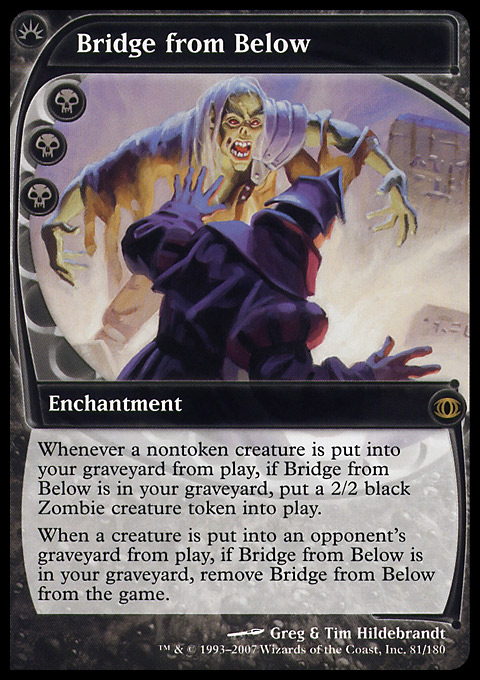 Bridge from Below
Enchantment
Whenever a nontoken creature is put into
your graveyard from play, if Bridge from
Below is in your graveyard, put a 2/2 black
Zombie creature token into play.
When a creature is put into an opponent's
graveyard from play, if Bridge from Below is
in your graveyard, remove Bridge from Below
from the game.
Greg & Tim Hildebrandt
™ & © 1993–2007 Wizards of the Coast, Inc. 81/180